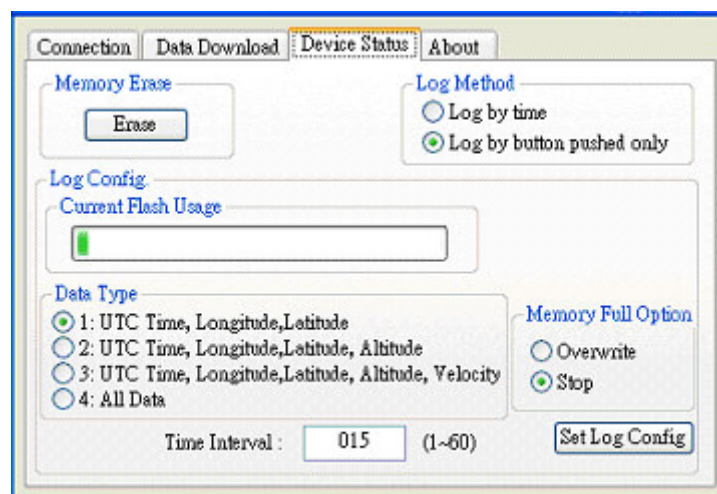 Connection Data Download Device Status About
Memory Erase
Erase
Log Method
Log by time
Log by button pushed only
Log Config.
Current Flash Usage
Data Type
1: UTC Time, Longitude,Latitude
2: UTC Time, Longitude,Latitude, Altitude
3: UTC Time, Longitude,Latitude, Altitude, Velocity
4: All Data
Memory Full Option
Overwrite
Stop
Time Interval : 015 (1~60)
Set Log Config